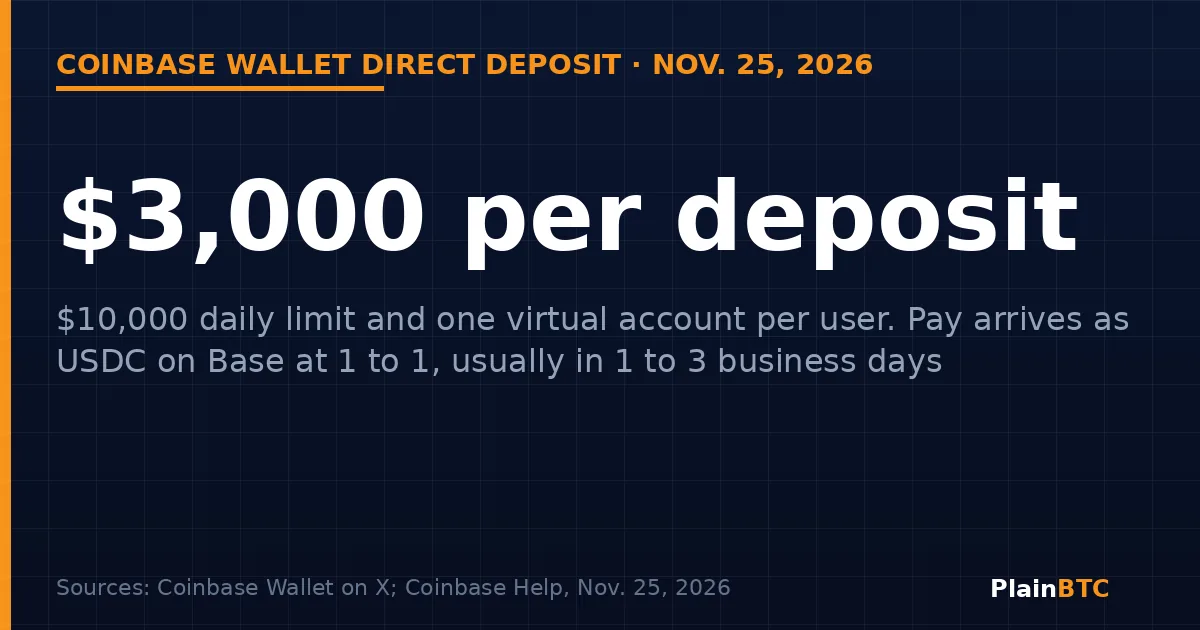 COINBASE WALLET DIRECT DEPOSIT · NOV. 25, 2026
$3,000 per deposit
$10,000 daily limit and one virtual account per user. Pay arrives as
USDC on Base at 1 to 1, usually in 1 to 3 business days
Sources: Coinbase Wallet on X; Coinbase Help, Nov. 25, 2026
PlainBTC